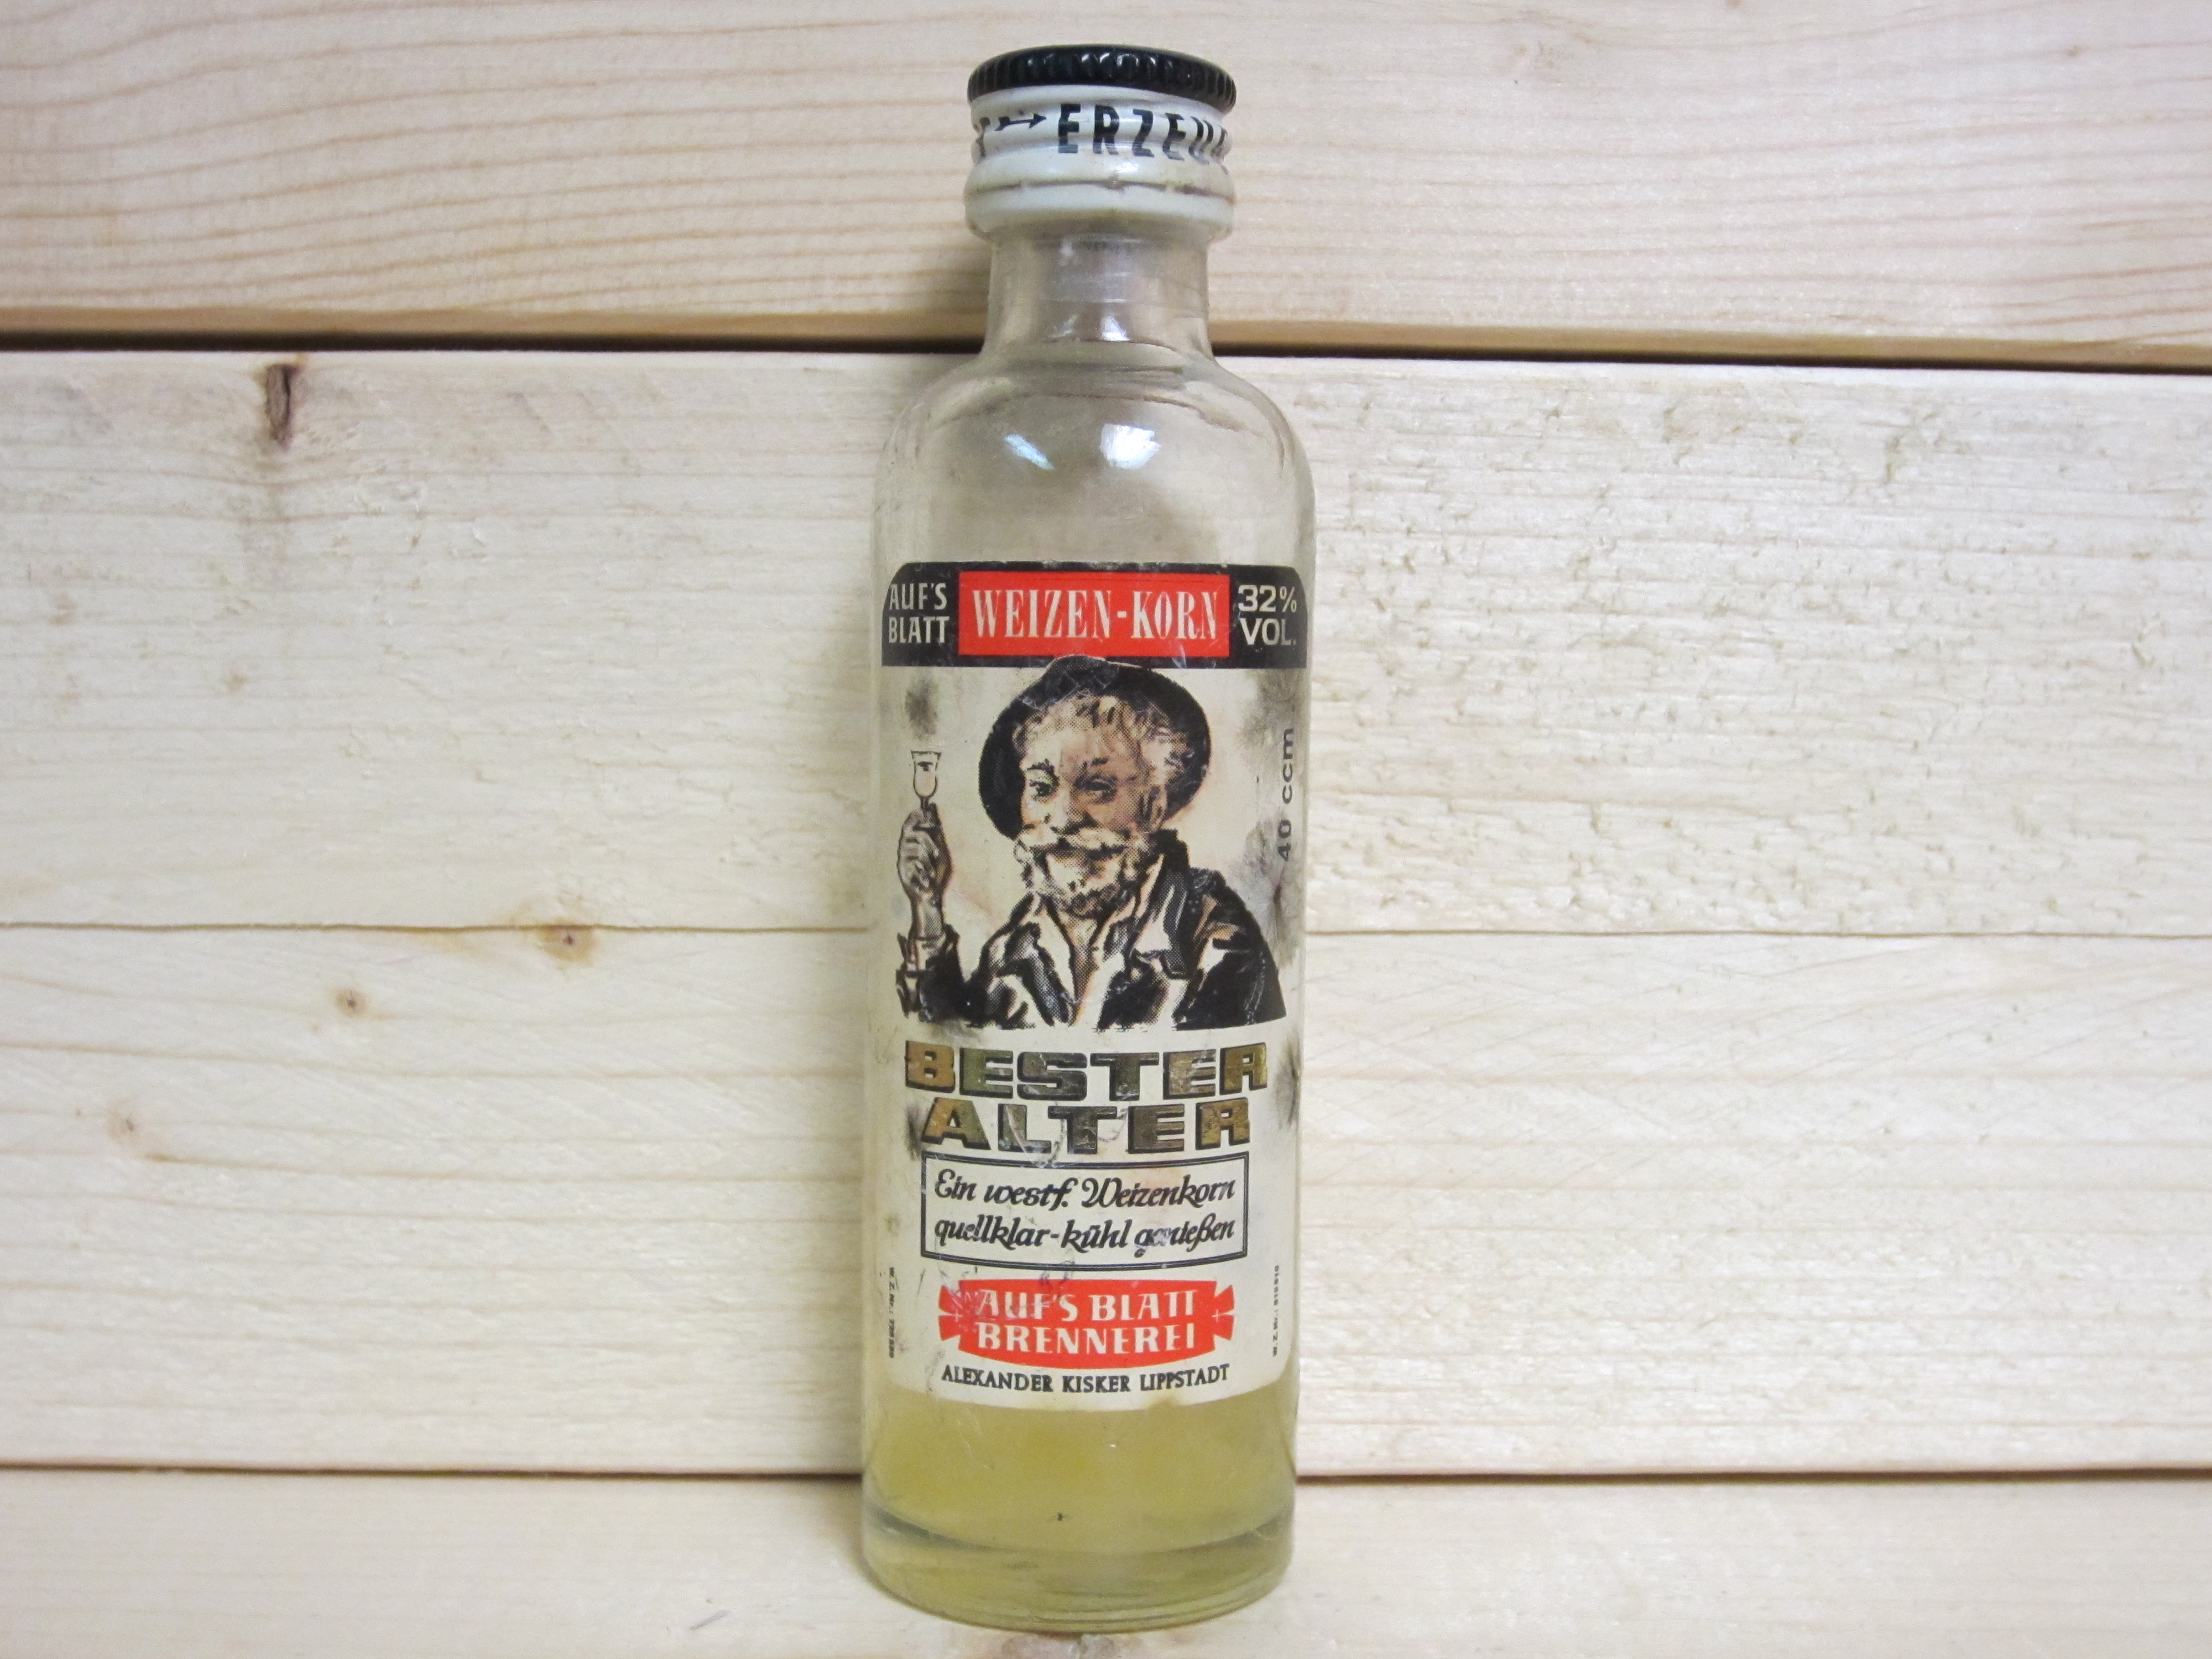 ERZEU
AUF'S
BLATT
WEIZEN-KORN
32%
VOL.
40 ccm
BESTER
ALTER
Ein westf. Weizenkorn
quellklar-kühl genießen
AUF'S BLATT
BRENNEREI
ALEXANDER KISKER LIPPSTADT